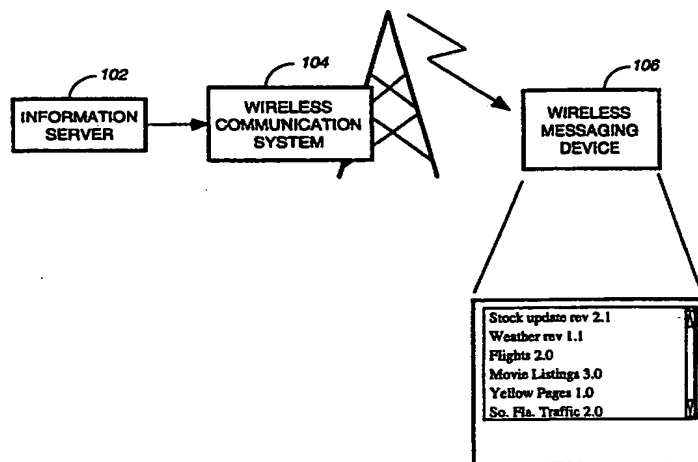 102
INFORMATION
SERVER
104
WIRELESS
COMMUNICATION
SYSTEM
106
WIRELESS
MESSAGING
DEVICE
Stock update rev 2.1
Weather rev 1.1
Flights 2.0
Movie Listings 3.0
Yellow Pages 1.0
So. Fla. Traffic 2.0